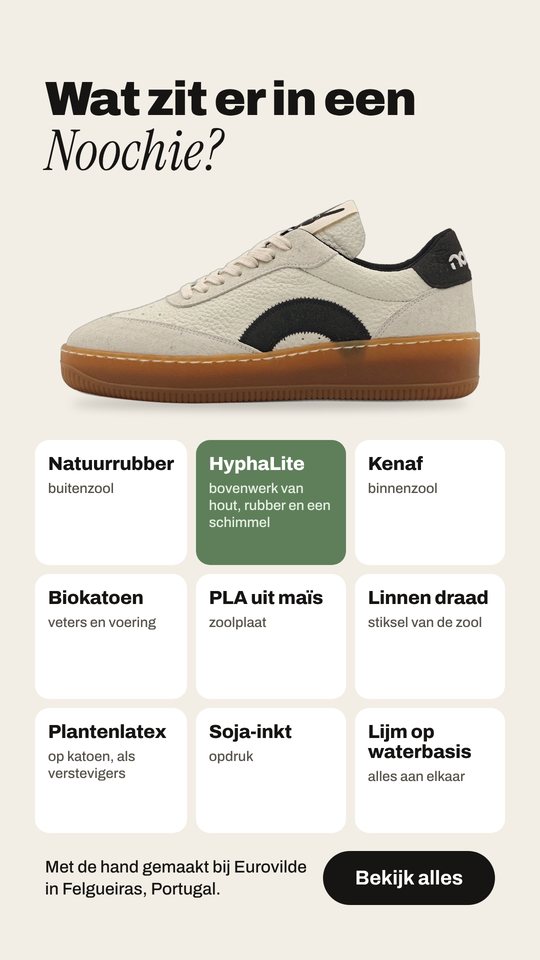 Wat zit er in een
Noochie?
Natuurrubber
buitenzool
HyphaLite
bovenwerk van
hout, rubber en een
schimmel
Kenaf
binnenzool
Biokatoen
veters en voering
PLA uit maïs
zoolplaat
Linnen draad
stiksel van de zool
Plantenlatex
op katoen, als
verstevigers
Soja-inkt
opdruk
Lijm op
waterbasis
alles aan elkaar
Met de hand gemaakt bij Eurovilde
in Felgueiras, Portugal.
Bekijk alles